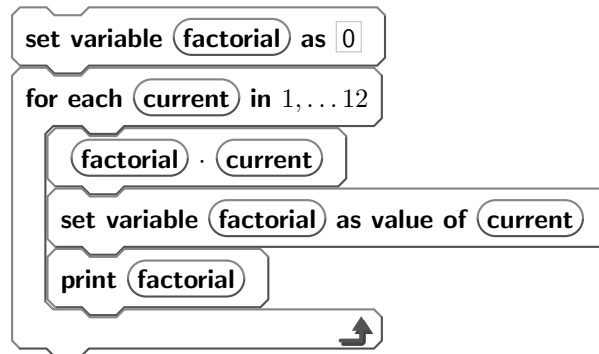 set variable factorial as 0
for each current in 1, . . . 12
factorial · current
set variable factorial as value of current
print factorial